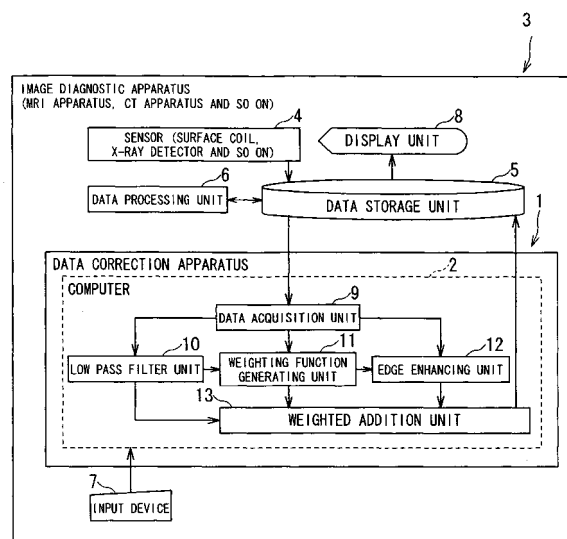 3
IMAGE DIAGNOSTIC APPARATUS
(MRI APPARATUS, CT APPARATUS AND SO ON)
4
8
SENSOR (SURFACE COIL,
X-RAY DETECTOR AND SO ON)
DISPLAY UNIT
6
5
DATA PROCESSING UNIT
DATA STORAGE UNIT
1
DATA CORRECTION APPARATUS
2
COMPUTER
9
DATA ACQUISITION UNIT
10
11
12
LOW PASS FILTER UNIT
WEIGHTING FUNCTION
GENERATING UNIT
EDGE ENHANCING UNIT
13
WEIGHTED ADDITION UNIT
7
INPUT DEVICE